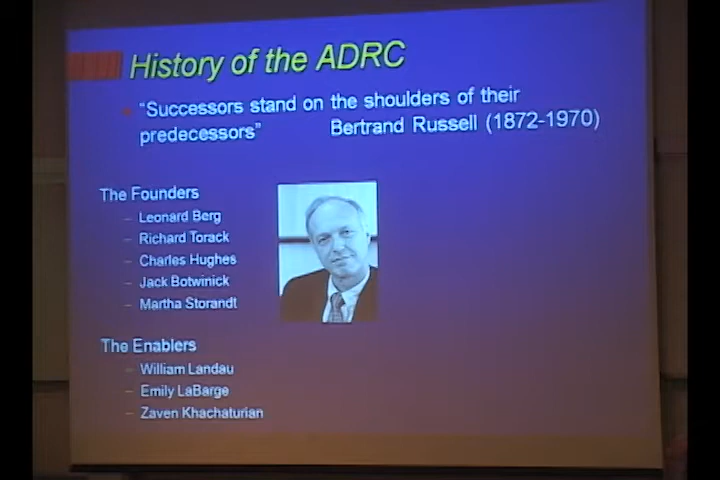 History of the ADRC
"Successors stand on the shoulders of their
predecessors" Bertrand Russell (1872-1970)
The Founders
– Leonard Berg
– Richard Torack
– Charles Hughes
– Jack Botwinick
– Martha Storandt
The Enablers
– William Landau
– Emily LaBarge
– Zaven Khachaturian